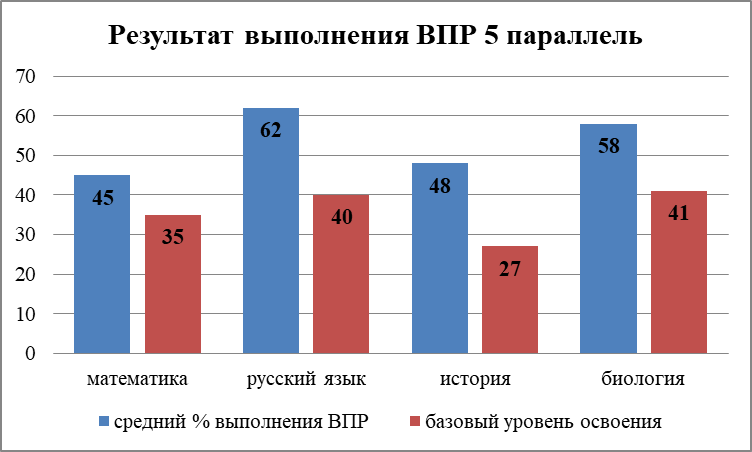 Результат выполнения ВПР 5 параллель
70
60
50
40
30
20
10
0
45
35
62
40
48
27
58
41
математика
русский язык
история
биология
средний % выполнения ВПР
базовый уровень освоения